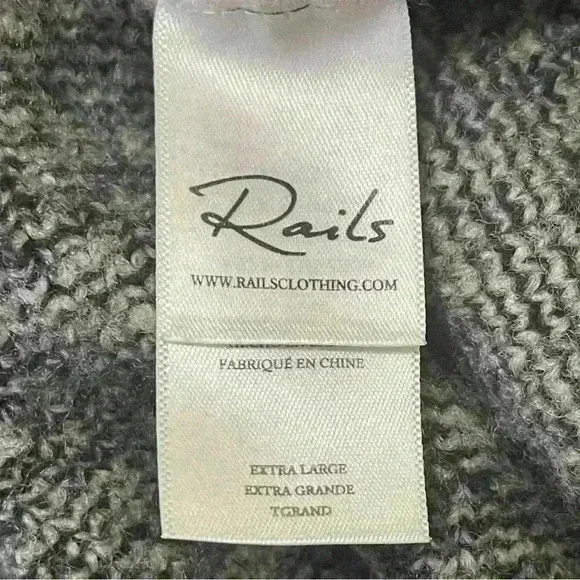 Rails
WWW.RAILSCLOTHING.COM
FABRIQUÉ EN CHINE
EXTRA LARGE
EXTRA GRANDE
TGRAND